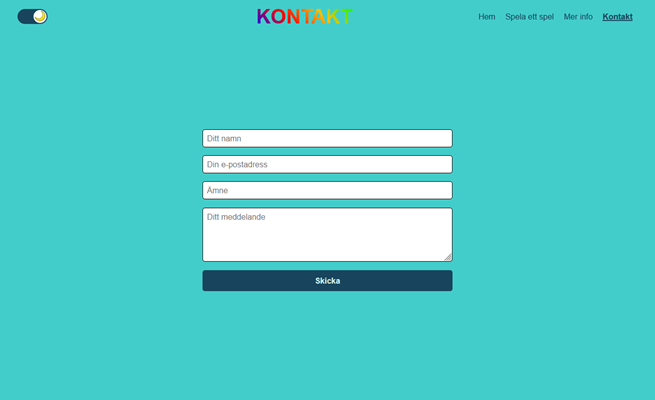 KONTAKT
Hem Spela ett spel Mer info Kontakt
Ditt namn
Din e-postadress
Ämne
Ditt meddelande
Skicka